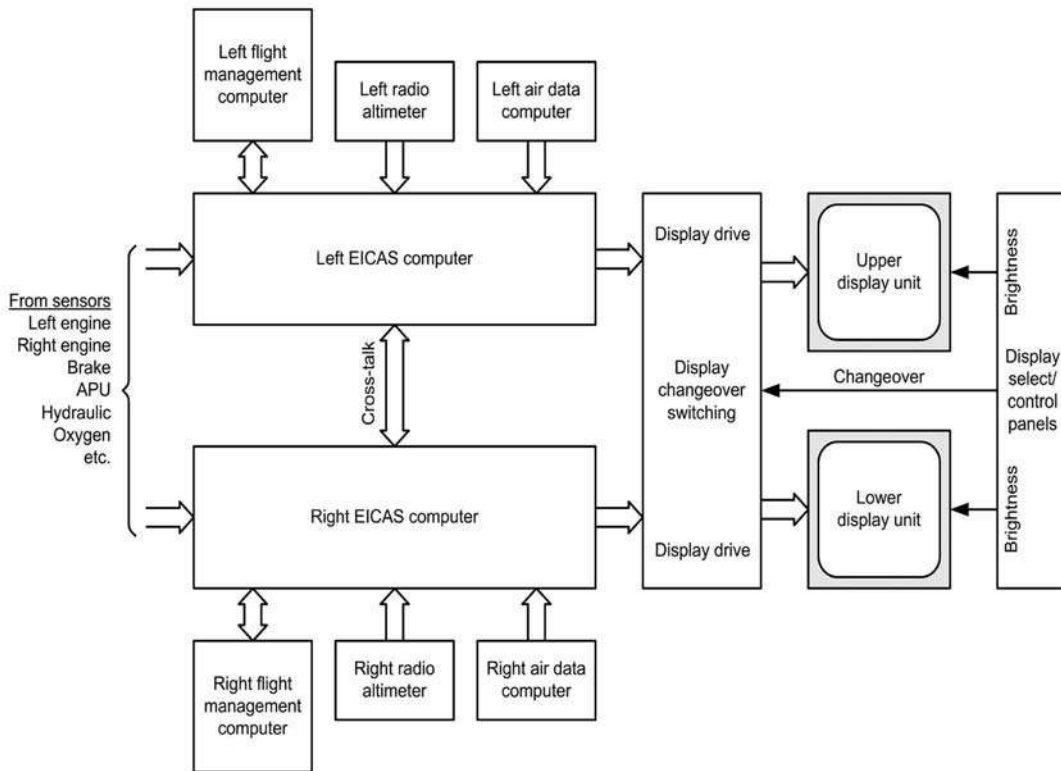 Left flight
management
computer
Left radio
altimeter
Left air data
computer
Left EICAS computer
From sensors
Left engine
Right engine
Brake
APU
Hydraulic
Oxygen
etc.
Cross-talk
Right EICAS computer
Display drive
Display
changeover
switching
Display drive
Upper
display unit
Changeover
Lower
display unit
Brightness
Display
select/
control
panels
Brightness
Right flight
management
computer
Right radio
altimeter
Right air data
computer